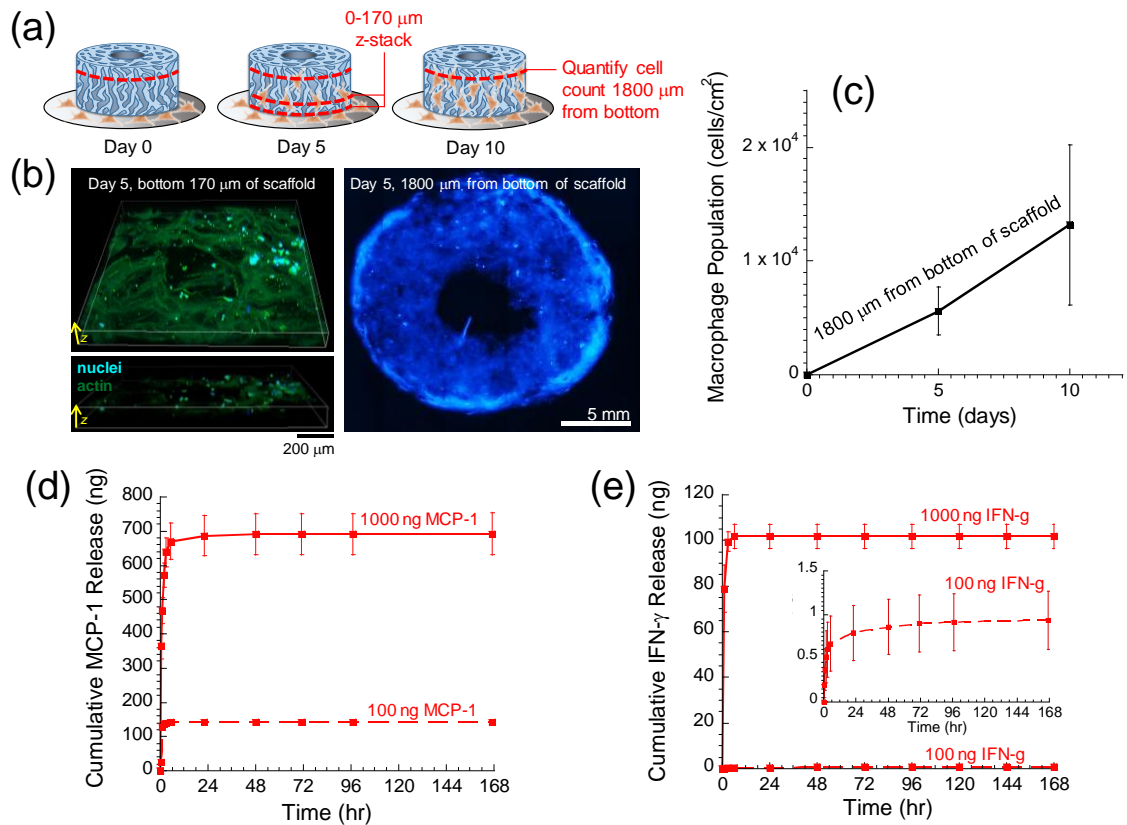 (a)
0-170 μm
z-stack
Quantify cell
count 1800 μm
from bottom
Day 0
Day 5
Day 10
(b)
Day 5, bottom 170 μm of scaffold
z
nuclei
actin
z
200 μm
Day 5, 1800 μm from bottom of scaffold
5 mm
(c)
Macrophage Population (cells/cm²)
2 x 10⁴
1 x 10⁴
0
1800 μm from bottom of scaffold
0
5
10
Time (days)
(d)
Cumulative MCP-1 Release (ng)
800
700
600
500
400
300
200
100
0
1000 ng MCP-1
100 ng MCP-1
0 24 48 72 96 120 144 168
Time (hr)
(e)
Cumulative IFN-γ Release (ng)
120
100
80
60
40
20
0
1000 ng IFN-g
1.5
1
0.5
0
100 ng IFN-g
0 24 48 72 96 120 144 168
Time (hr)
100 ng IFN-g
0 24 48 72 96 120 144 168
Time (hr)